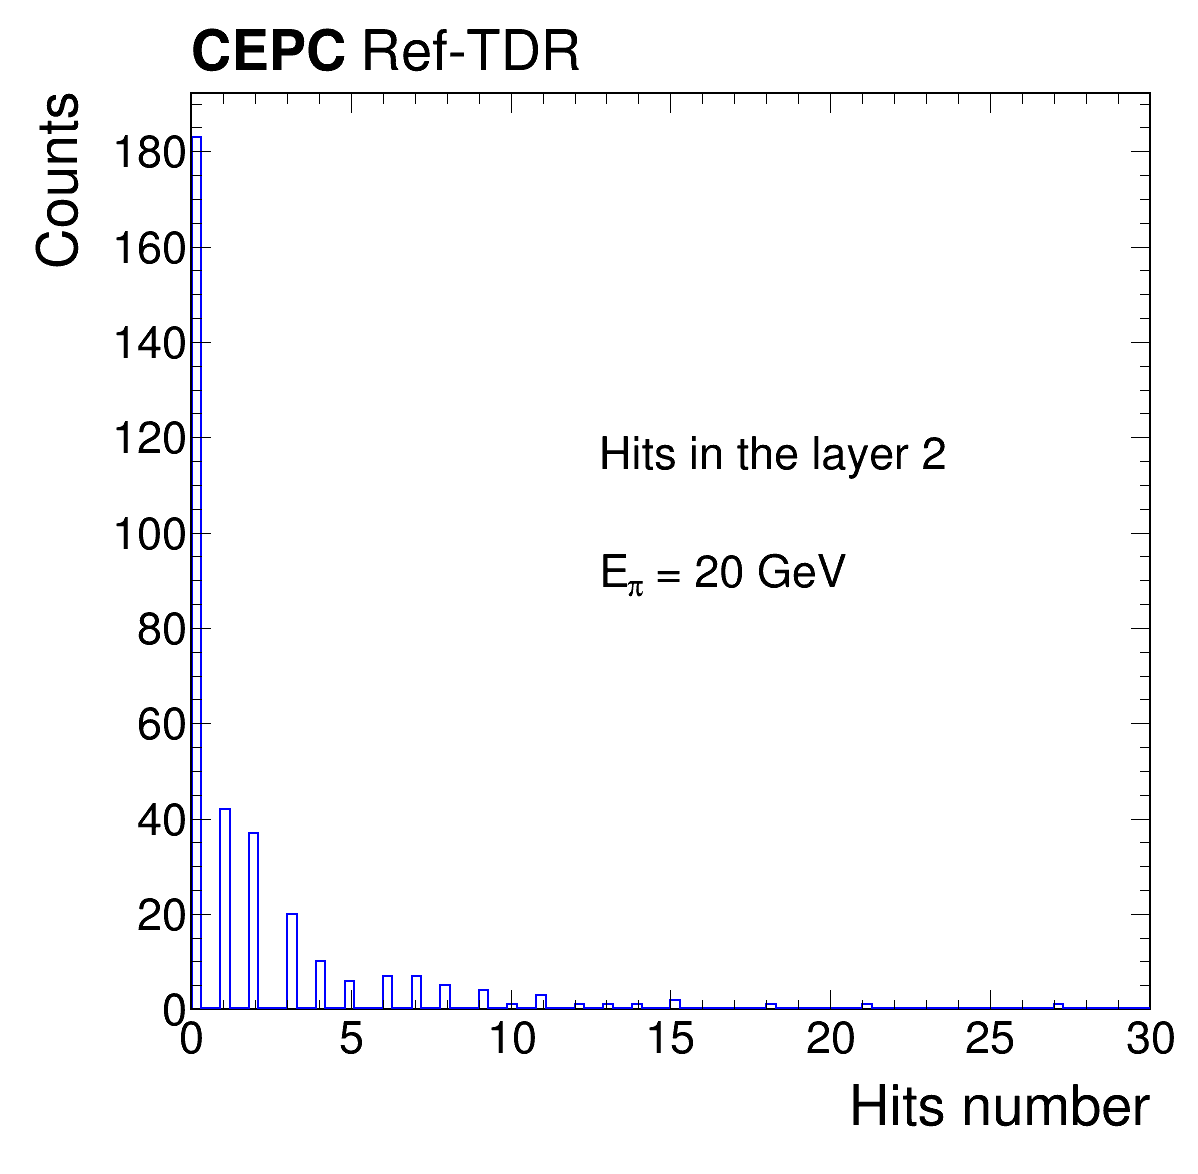 CEPC Ref-TDR
Counts
180
160
140
120
100
80
60
40
20
0
Hits in the layer 2
Eπ = 20 GeV
0 5 10 15 20 25 30
Hits number